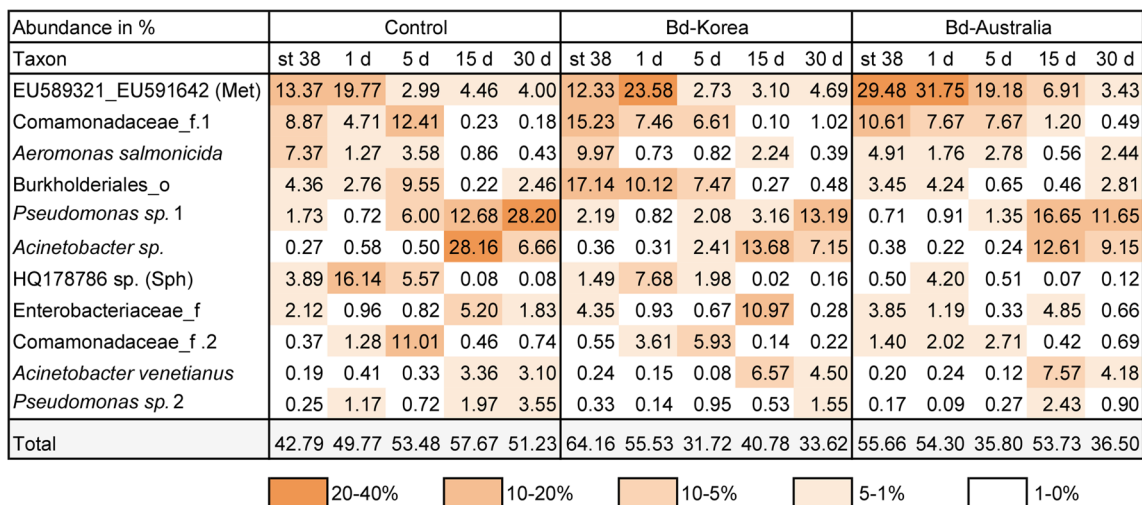 Abundance in % Control Bd-Korea Bd-Australia
Taxon st 38 1 d 5 d 15 d 30 d st 38 1 d 5 d 15 d 30 d st 38 1 d 5 d 15 d 30 d
EU589321_EU591642 (Met) 13.37 19.77 2.99 4.46 4.00 12.33 23.58 2.73 3.10 4.69 29.48 31.75 19.18 6.91 3.43
Comamonadaceae_f.1 8.87 4.71 12.41 0.23 0.18 15.23 7.46 6.61 0.10 1.02 10.61 7.67 7.67 1.20 0.49
Aeromonas salmonicida 7.37 1.27 3.58 0.86 0.43 9.97 0.73 0.82 2.24 0.39 4.91 1.76 2.78 0.56 2.44
Burkholderiales_o 4.36 2.76 9.55 0.22 2.46 17.14 10.12 7.47 0.27 0.48 3.45 4.24 0.65 0.46 2.81
Pseudomonas sp. 1 1.73 0.72 6.00 12.68 28.20 2.19 0.82 2.08 3.16 13.19 0.71 0.91 1.35 16.65 11.65
Acinetobacter sp. 0.27 0.58 0.50 28.16 6.66 0.36 0.31 2.41 13.68 7.15 0.38 0.22 0.24 12.61 9.15
HQ178786 sp. (Sph) 3.89 16.14 5.57 0.08 0.08 1.49 7.68 1.98 0.02 0.16 0.50 4.20 0.51 0.07 0.12
Enterobacteriaceae_f 2.12 0.96 0.82 5.20 1.83 4.35 0.93 0.67 10.97 0.28 3.85 1.19 0.33 4.85 0.66
Comamonadaceae_f .2 0.37 1.28 11.01 0.46 0.74 0.55 3.61 5.93 0.14 0.22 1.40 2.02 2.71 0.42 0.69
Acinetobacter venetianus 0.19 0.41 0.33 3.36 3.10 0.24 0.15 0.08 6.57 4.50 0.20 0.24 0.12 7.57 4.18
Pseudomonas sp. 2 0.25 1.17 0.72 1.97 3.55 0.33 0.14 0.95 0.53 1.55 0.17 0.09 0.27 2.43 0.90
Total 42.79 49.77 53.48 57.67 51.23 64.16 55.53 31.72 40.78 33.62 55.66 54.30 35.80 53.73 36.50
20-40% 10-20% 10-5% 5-1% 1-0%